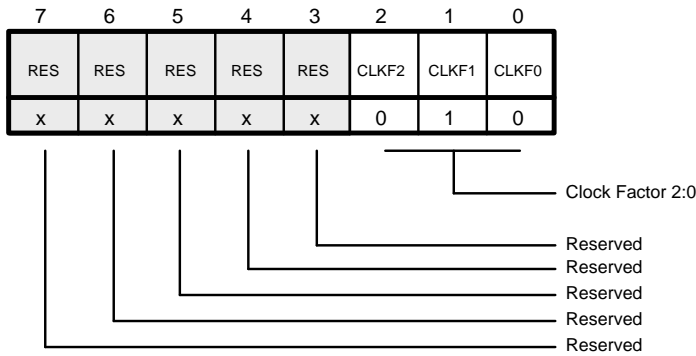 7 6 5 4 3 2 1 0
RES RES RES RES RES CLKF2 CLKF1 CLKF0
x x x x x 0 1 0
Clock Factor 2:0
Reserved
Reserved
Reserved
Reserved
Reserved